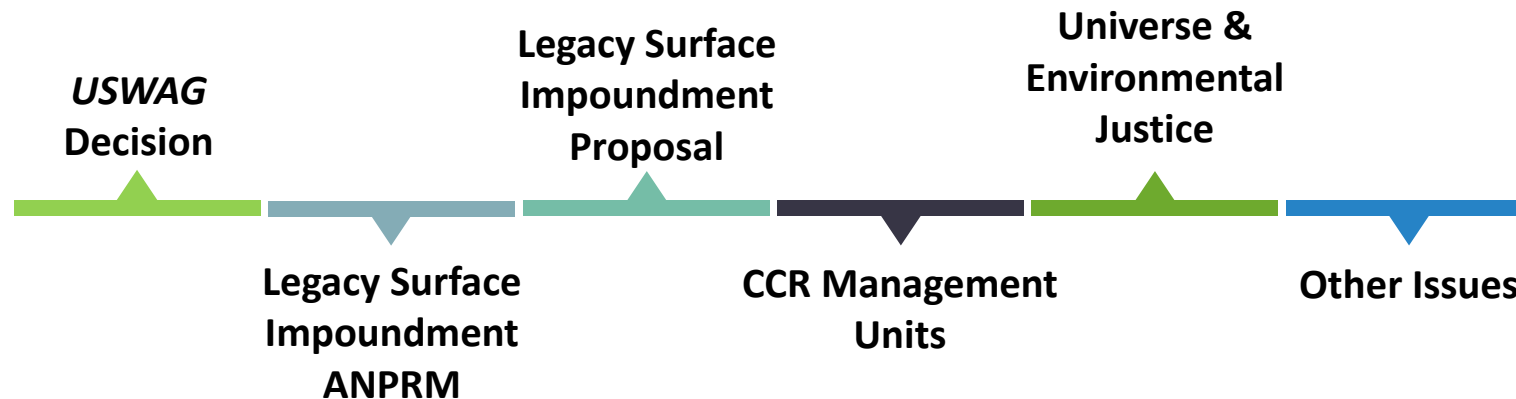 USWAG
Decision
Legacy Surface
Impoundment
ANPRM
Legacy Surface
Impoundment
Proposal
CCR Management
Units
Universe &
Environmental
Justice
Other Issues